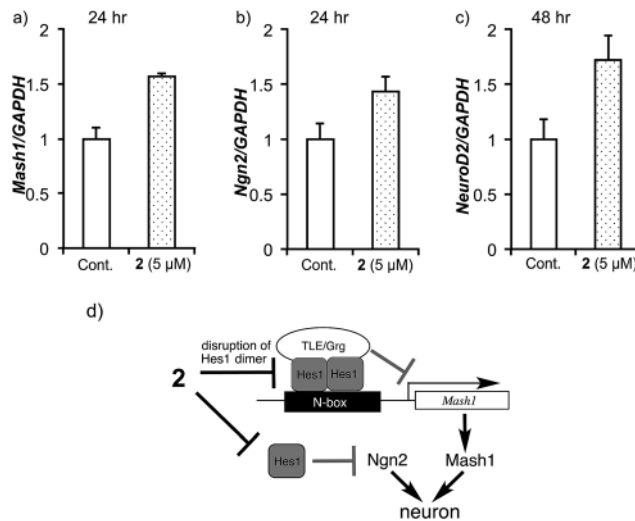 a) 24 hr
b) 24 hr
c) 48 hr
Mash1/GAPDH
2
1.5
1
0.5
0
Cont. 2 (5 µM)
Ngn2/GAPDH
2
1.5
1
0.5
0
Cont. 2 (5 µM)
NeuroD2/GAPDH
2
1.5
1
0.5
0
Cont. 2 (5 µM)
d)
disruption of
Hes1 dimer
TLE/Grg
2
Hes1 Hes1
N-box
Mash1
Hes1
Ngn2
Mash1
neuron